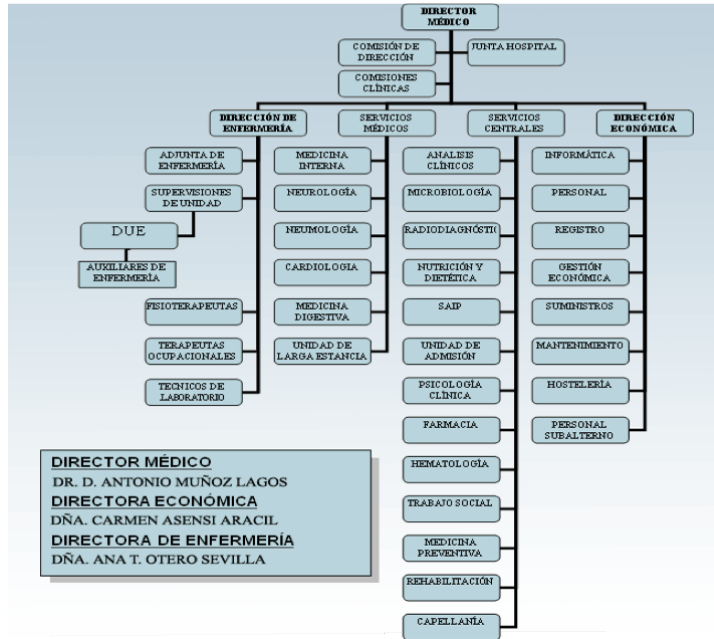 DIRECTOR
MÉDICO
COMISIÓN DE
DIRECCIÓN
JUNTA HOSPITAL
COMISIONES
CLÍNICAS
DIRECCIÓN DE
ENFERMERÍA
SERVICIOS
MÉDICOS
SERVICIOS
CENTRALES
DIRECCIÓN
ECONÓMICA
ADJUNTA DE
ENFERMERÍA
SUPERVISIONES
DE UNIDAD
DUE
AUXILIARES DE
ENFERMERÍA
FISIOTERAPEUTAS
TERAPEUTAS
OCUPACIONALES
TECNICOS DE
LABORATORIO
MEDICINA
INTERNA
NEUROLOGÍA
NEUMOLOGÍA
CARDIOLOGIA
MEDICINA
DIGESTIVA
UNIDAD DE
LARGA ESTANCIA
ANALISIS
CLÍNICOS
MICROBIOLOGÍA
RADIODIAGNÓSTIC
NUTRICIÓN Y
DIETÉTICA
SAIP
UNIDAD DE
ADMISIÓN
PSICOLOGÍA
CLÍNICA
FARMACIA
HEMATOLOGÍA
TRABAJO SOCIAL
MEDICINA
PREVENTIVA
REHABILITACIÓN
CAPELLANÍA
INFORMÁTICA
PERSONAL
REGISTRO
GESTIÓN
ECONÓMICA
SUMINISTROS
MANTENIMIENTO
HOSTELERÍA
PERSONAL
SUBALTERNO
DIRECTOR MÉDICO
DR. D. ANTONIO MUÑOZ LAGOS
DIRECTORA ECONÓMICA
DÑA. CARMEN ASENSI ARACIL
DIRECTORA DE ENFERMERÍA
DÑA. ANA T. OTERO SEVILLA